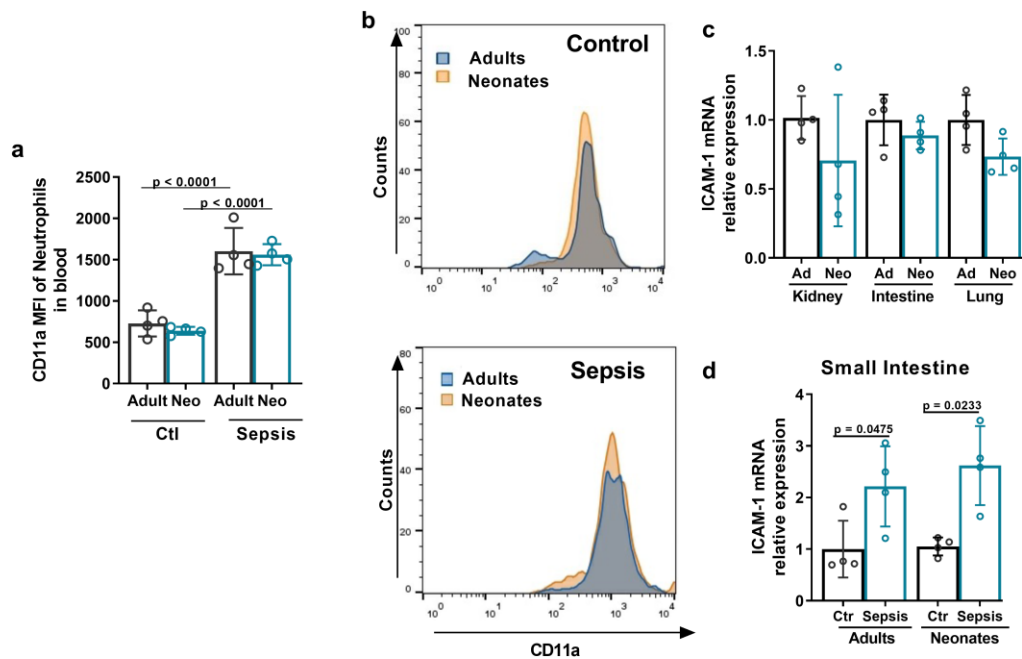 a
CD11a MFI of Neutrophils
in blood
2500
2000
1500
1000
500
0
p < 0.0001
p < 0.0001
Adult Neo Adult Neo
Ctl Sepsis
b
Control
Adults
Neonates
Counts
100
80
60
40
20
0
10⁰ 10¹ 10² 10³ 10⁴
Sepsis
Adults
Neonates
Counts
80
60
40
20
0
10⁰ 10¹ 10² 10³ 10⁴
CD11a
c
ICAM-1 mRNA
relative expression
1.5
1.0
0.5
0.0
Ad Neo Ad Neo Ad Neo
Kidney Intestine Lung
d
Small Intestine
ICAM-1 mRNA
relative expression
4
3
2
1
0
p = 0.0475
p = 0.0233
Ctr Sepsis Ctr Sepsis
Adults Neonates